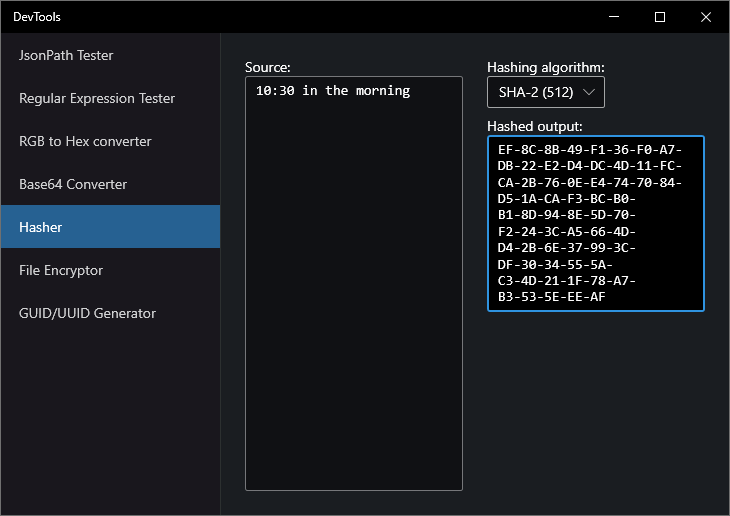 DevTools
JsonPath Tester
Regular Expression Tester
RGB to Hex converter
Base64 Converter
Hasher
File Encryptor
GUID/UUID Generator
Source:
10:30 in the morning
Hashing algorithm:
SHA-2 (512)
Hashed output:
EF-8C-8B-49-F1-36-F0-A7-
DB-22-E2-D4-DC-4D-11-FC-
CA-2B-76-0E-E4-74-70-84-
D5-1A-CA-F3-BC-B0-
B1-8D-94-8E-5D-70-
F2-24-3C-A5-66-4D-
D4-2B-6E-37-99-3C-
DF-30-34-55-5A-
C3-4D-21-1F-78-A7-
B3-53-5E-EE-AF